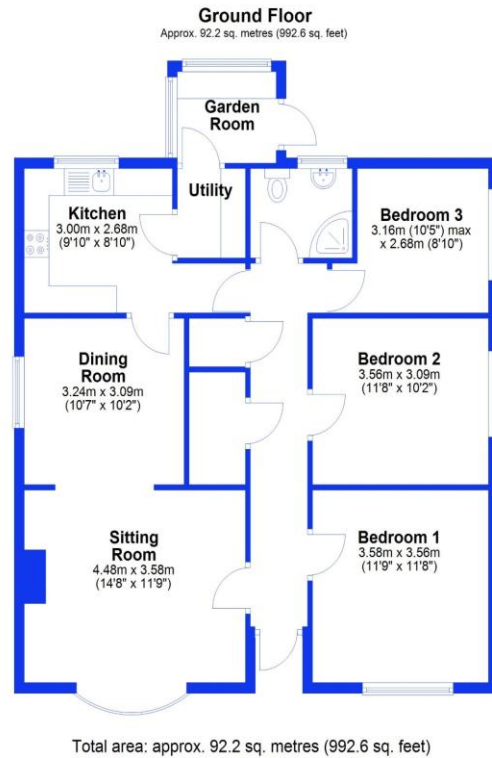 Ground Floor
Approx. 92.2 sq. metres (992.6 sq. feet)
Garden
Room
Utility
Kitchen
3.00m x 2.68m
(9'10" x 8'10")
Bedroom 3
3.16m (10'5") max
x 2.68m (8'10")
Dining
Room
3.24m x 3.09m
(10'7" x 10'2")
Bedroom 2
3.56m x 3.09m
(11'8" x 10'2")
Sitting
Room
4.48m x 3.58m
(14'8" x 11'9")
Bedroom 1
3.58m x 3.56m
(11'9" x 11'8")
Total area: approx. 92.2 sq. metres (992.6 sq. feet)